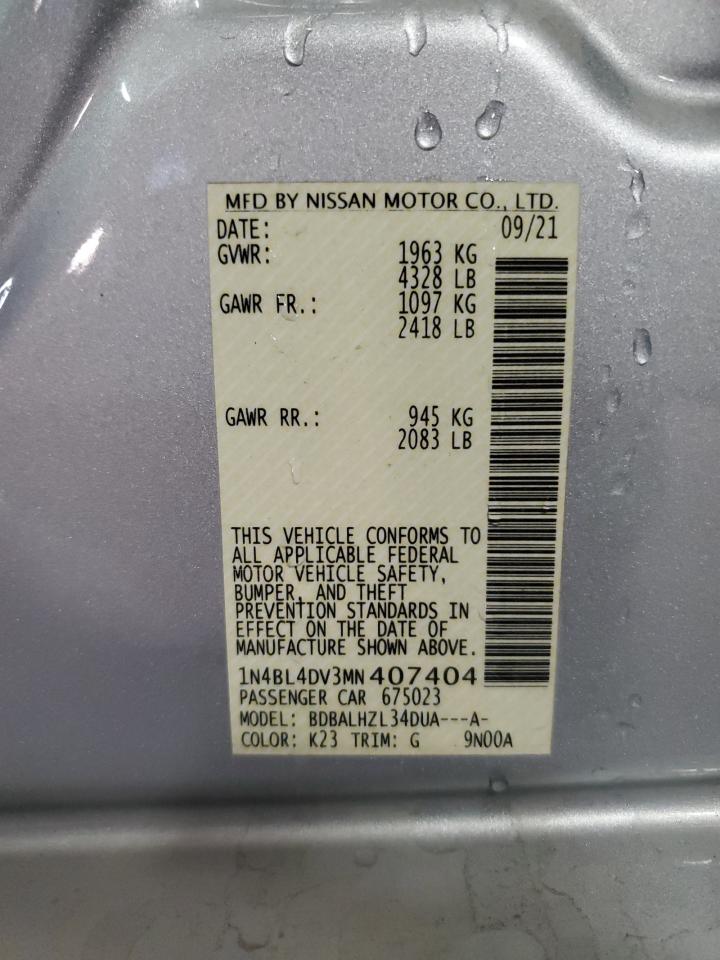 MFD BY NISSAN MOTOR CO., LTD.
DATE: 09/21
GVWR: 1963 KG
4328 LB
GAWR FR.: 1097 KG
2418 LB
GAWR RR.: 945 KG
2083 LB
THIS VEHICLE CONFORMS TO
ALL APPLICABLE FEDERAL
MOTOR VEHICLE SAFETY,
BUMPER, AND THEFT
PREVENTION STANDARDS IN
EFFECT ON THE DATE OF
MANUFACTURE SHOWN ABOVE.
1N4BL4DV3MN407404
PASSENGER CAR 675023
MODEL: BDBALHZL34DUA---A-
COLOR: K23 TRIM: G 9N00A